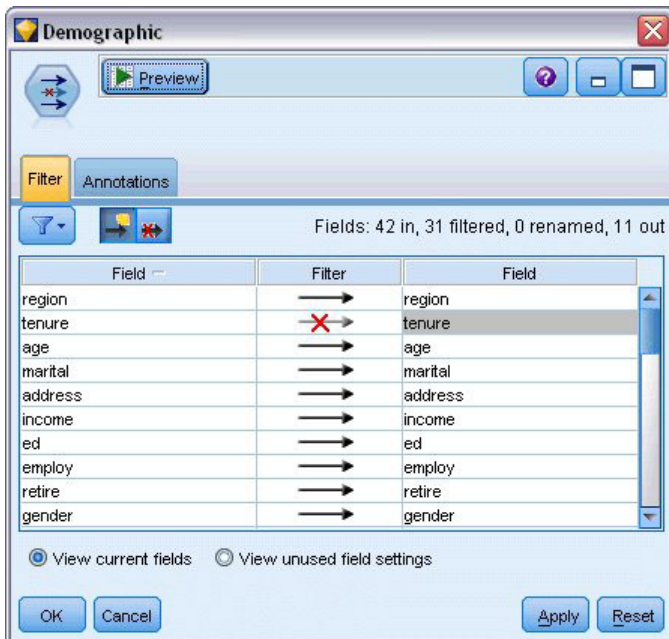 Demographic
Preview
?
Filter Annotations
Fields: 42 in, 31 filtered, 0 renamed, 11 out
Field Filter Field
region region
tenure tenure
age age
marital marital
address address
income income
ed ed
employ employ
retire retire
gender gender
View current fields View unused field settings
OK Cancel Apply Reset